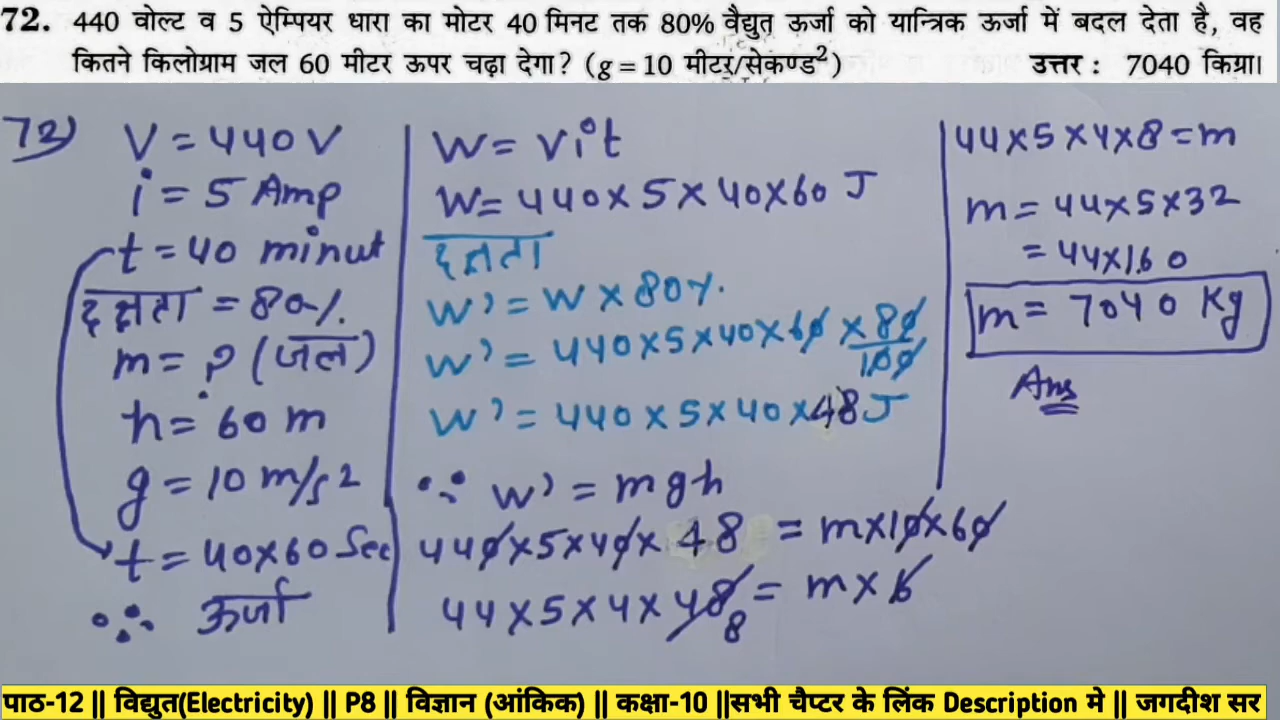 72. 440 वोल्ट व 5 ऐम्पियर धारा का मोटर 40 मिनट तक 80% वैद्युत ऊर्जा को यान्त्रिक ऊर्जा में बदल देता है, वह
कितने किलोग्राम जल 60 मीटर ऊपर चढ़ा देगा? (g = 10 मीटर/सेकण्ड²) उत्तर : 7040 किग्रा।
72)
V = 440 V
i = 5 Amp
t = 40 minut
दक्षता = 80%.
m = ? (जल)
h = 60 m
g = 10 m/s2
t = 40×60 Sec
∴ ऊर्जा
W = Vit
W = 440×5×40×60 J
दक्षता
W' = W × 80%.
W' = 440×5×40×60 × 80/100
W' = 440×5×40×48 J
∵ W' = mgh
440×5×40×48 = m×10×60
44×5×4×48 = m×6
8
44×5×4×8 = m
m = 44×5×32
= 44×160
m = 7040 Kg
Ans
पाठ-12 || विद्युत(Electricity) || P8 || विज्ञान (आंकिक) || कक्षा-10 ||सभी चैप्टर के लिंक Description मे || जगदीश सर